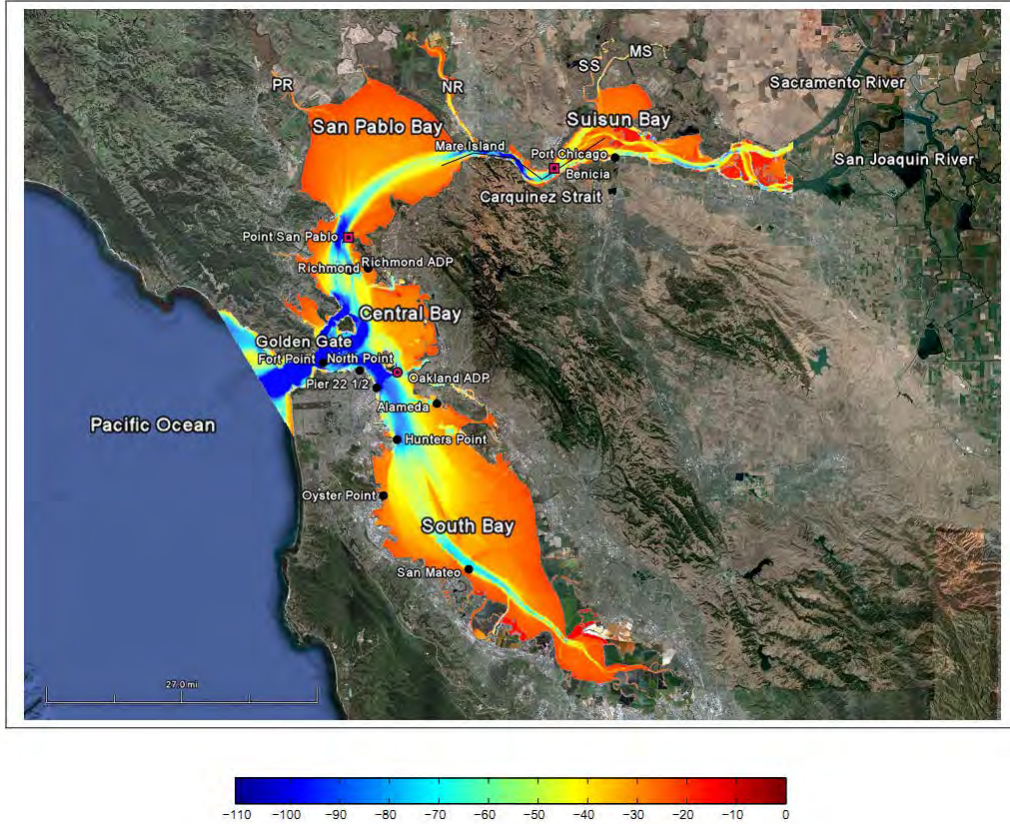 MS
SS
PR
NR
Sacramento River
San Pablo Bay
Suisun Bay
Mare Island
Port Chicago
San Joaquin River
Benicia
Carquinez Strait
Point San Pablo
Richmond ADP
Richmond
Central Bay
Golden Gate
Fort Point
North Point
Oakland ADP
Pier 22 1/2
Alameda
Pacific Ocean
Hunters Point
Oyster Point
South Bay
San Mateo
27.0 mi
−110 −100 −90 −80 −70 −60 −50 −40 −30 −20 −10 0